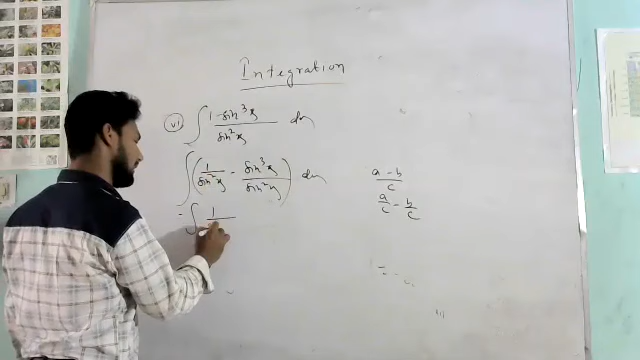 Integration
vi) ∫ (1 - sin³x)/(sin²x) dx
∫ (1/(sin²x) - (sin³x)/(sin²x)) dx
= ∫ 1/
(a - b)/c
a/c - b/c